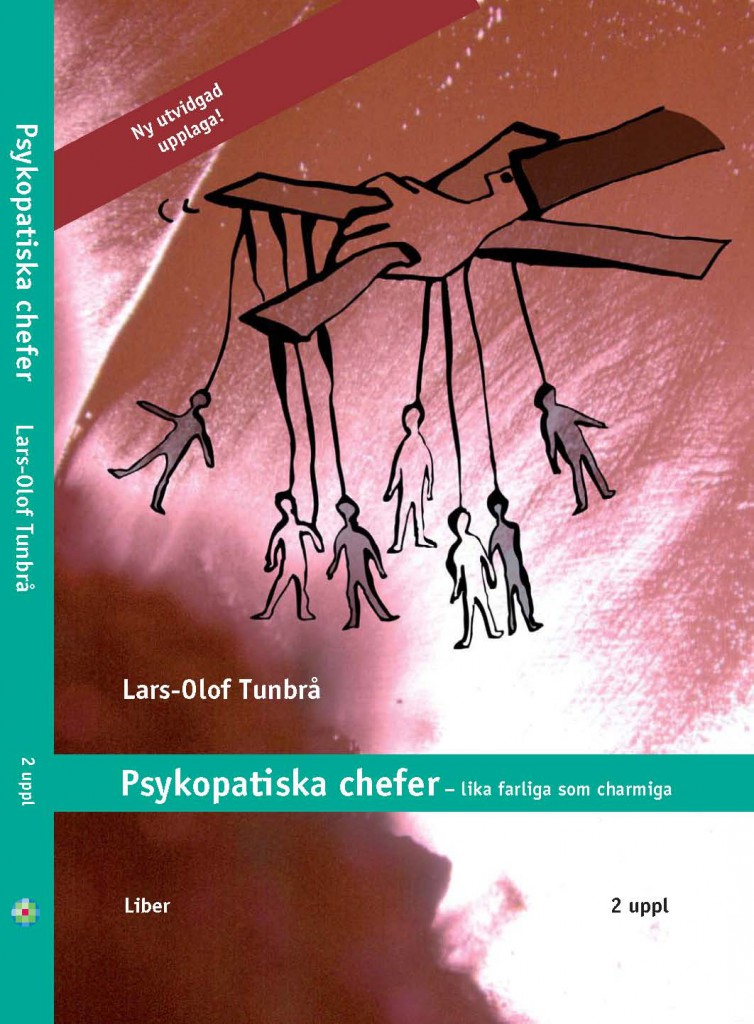 Psykopatiska chefer
Lars-Olof Tunbrå
2 uppl
Ny utvidgad
upplaga!
Lars-Olof Tunbrå
Psykopatiska chefer – lika farliga som charmiga
Liber
2 uppl